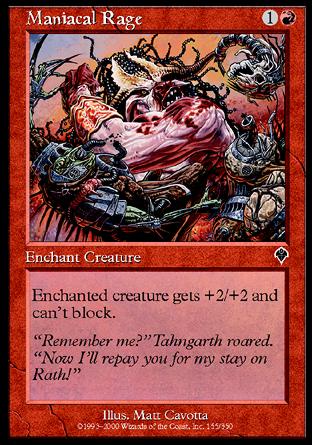 Maniacal Rage 1
Enchant Creature
Enchanted creature gets +2/+2 and
can't block.
"Remember me?" Tahngarth roared.
"Now I'll repay you for my stay on
Rath!"
Illus. Matt Cavotta
©1993–2000 Wizards of the Coast, Inc. 155/350